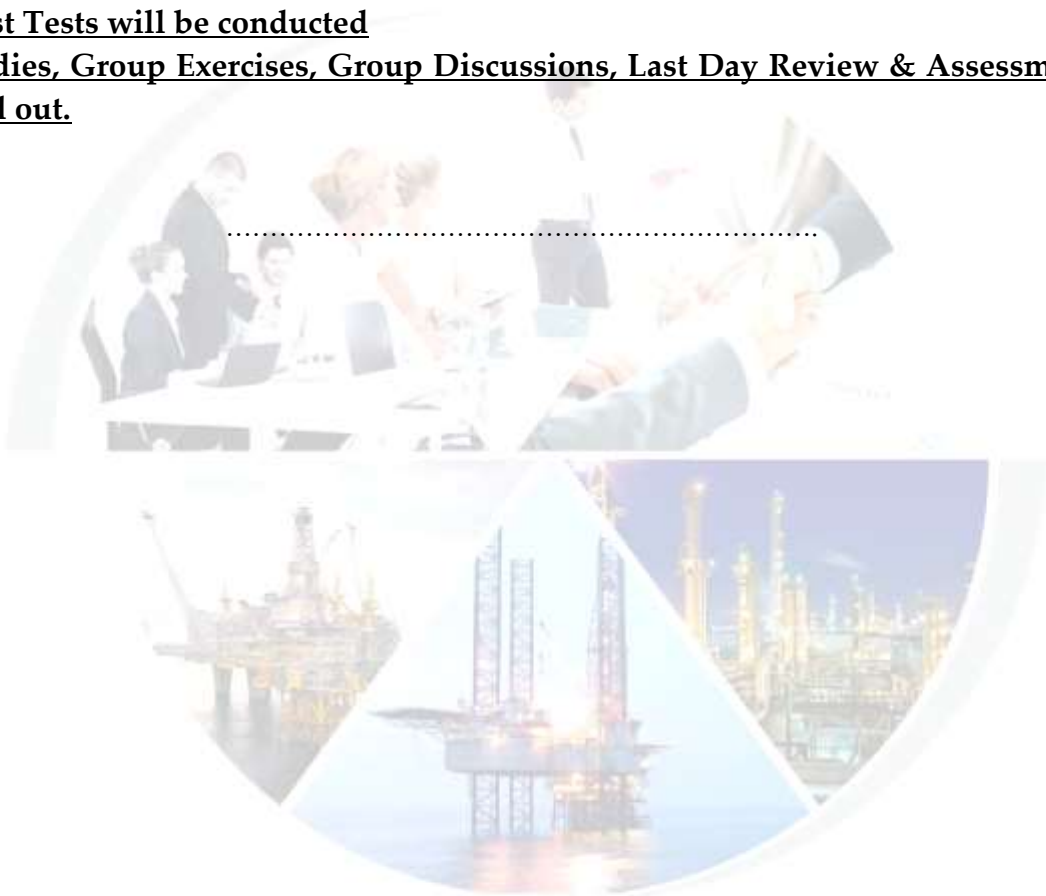 st Tests will be conducted
dies, Group Exercises, Group Discussions, Last Day Review & Assessm
l out.
………………………………………………………….